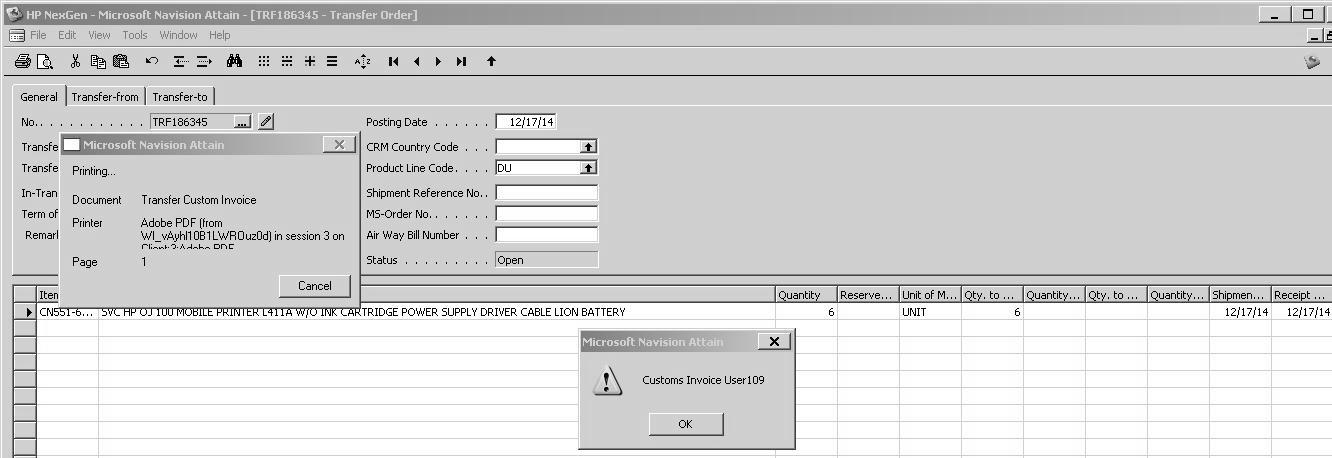 HP NexGen - Microsoft Navision Attain - [TRF186345 - Transfer Order]
File Edit View Tools Window Help
General Transfer-from Transfer-to
No. . . . . . . . . . . . TRF186345 ...
Posting Date . . . . . . 12/17/14
Transfe
CRM Country Code . . .
Transfe
Product Line Code . . . . DU
In-Tran
Shipment Reference No. .
Term of
MS-Order No. . . . . . .
Remark
Air Way Bill Number . . .
Status . . . . . . . . . Open
Microsoft Navision Attain
Printing...
Document Transfer Custom Invoice
Printer Adobe PDF (from
in session 3 on
Client:3:Adobe PDF
Page 1
Cancel
Item Quantity Reserve... Unit of M... Qty. to ... Quantity... Qty. to ... Quantity... Shipmen... Receipt
CN551-6... SVC HP OJ 100 MOBILE PRINTER L411A W/O INK CARTRIDGE POWER SUPPLY DRIVER CABLE LION BATTERY 6 UNIT 6 12/17/14 12/17/14
Microsoft Navision Attain
Customs Invoice User109
OK